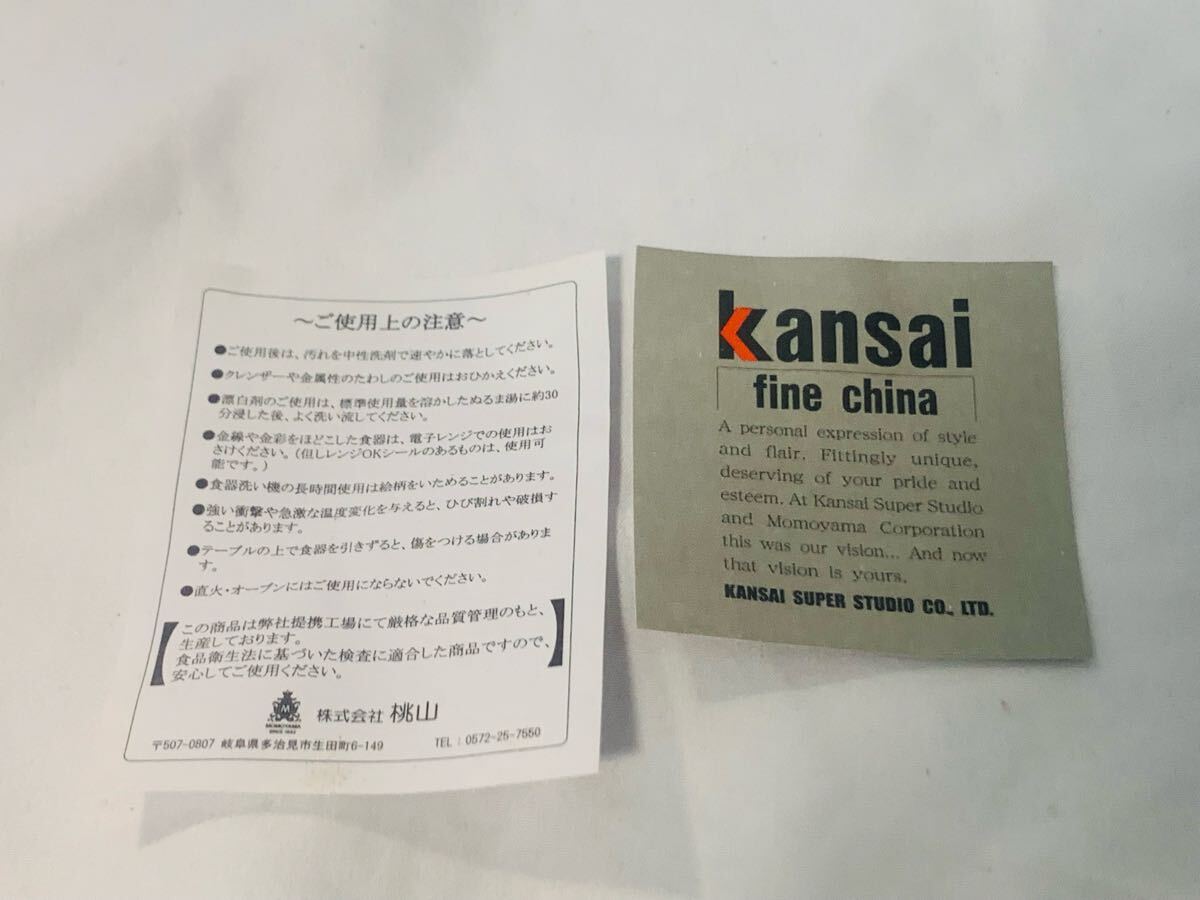 ～ご使用上の注意～
●ご使用後は、汚れを中性洗剤で速やかに落としてください。
●クレンザーや金属性のたわしのご使用はおひかえください。
●漂白剤のご使用は、標準使用量を溶かしたぬるま湯に約30
分浸した後、よく洗い流してください。
●金線や金彩をほどこした食器は、電子レンジでの使用はお
さけください。（但しレンジOKシールのあるものは、使用可
能です。）
●食器洗い機の長時間使用は絵柄をいためることがあります。
●強い衝撃や急激な温度変化を与えると、ひび割れや破損す
ることがあります。
●テーブルの上で食器を引きずると、傷をつける場合がありま
す。
●直火・オーブンにはご使用にならないでください。
【この商品は弊社提携工場にて厳格な品質管理のもと、
生産しております。
食品衛生法に基づいた検査に適合した商品ですので、
安心してご使用ください。】
M
MOMOYAMA
株式会社 桃山
〒507-0807 岐阜県多治見市生田町6-149 TEL：0572-25-7550
kansai
fine china
A personal expression of style
and flair. Fittingly unique,
deserving of your pride and
esteem. At Kansai Super Studio
and Momoyama Corporation
this was our vision... And now
that vision is yours.
KANSAI SUPER STUDIO CO., LTD.